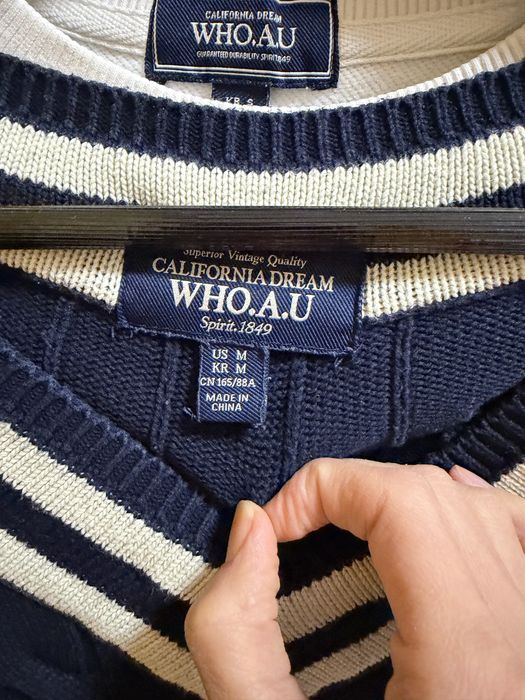 CALIFORNIA DREAM
WHO.A.U
GUARANTEED DURABILITY SPIRIT.1849
KR S
Superior Vintage Quality
CALIFORNIA DREAM
WHO.A.U
Spirit.1849
US M
KR M
CN 165/88A
MADE IN
CHINA